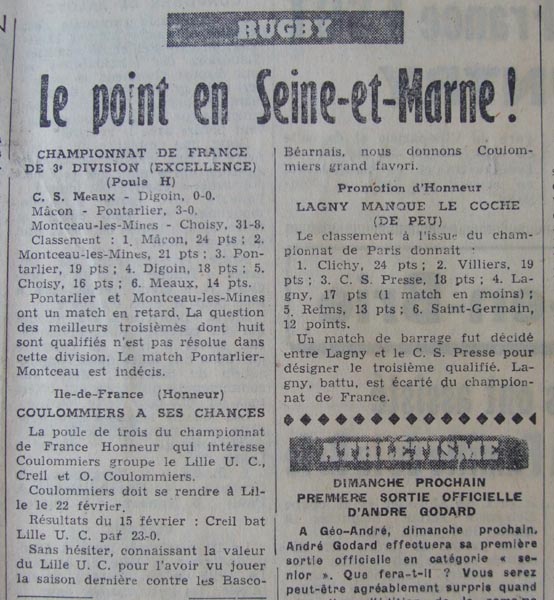 RUGBY
Le point en Seine-et-Marne !
CHAMPIONNAT DE FRANCE
DE 3e DIVISION (EXCELLENCE)
(Poule H)
C. S. Meaux - Digoin, 0-0.
Mâcon - Pontarlier, 3-0.
Montceau-les-Mines - Choisy, 31-8.
Classement : 1. Mâcon, 24 pts ; 2.
Montceau-les-Mines, 21 pts ; 3. Pon-
tarlier, 19 pts ; 4. Digoin, 18 pts ; 5.
Choisy, 16 pts ; 6. Meaux, 14 pts.
Pontarlier et Montceau-les-Mines
ont un match en retard. La question
des meilleurs troisièmes dont huit
sont qualifiés n'est pas résolue dans
cette division. Le match Pontarlier-
Montceau est indécis.
Ile-de-France (Honneur)
COULOMMIERS A SES CHANCES
La poule de trois du championnat
de France Honneur qui intéresse
Coulommiers groupe le Lille U. C.,
Creil et O. Coulommiers.
Coulommiers doit se rendre à Lil-
le le 22 février.
Résultats du 15 février : Creil bat
Lille U. C. par 23-0.
Sans hésiter, connaissant la valeur
du Lille U. C. pour l'avoir vu jouer
la saison dernière contre les Basco-
Béarnais, nous donnons Coulom-
miers grand favori.
Promotion d'Honneur
LAGNY MANQUE LE COCHE
(DE PEU)
Le classement à l'issue du cham-
pionnat de Paris donnait :
1. Clichy, 24 pts ; 2. Villiers, 19
pts ; 3. C. S. Presse, 18 pts ; 4. La-
gny, 17 pts (1 match en moins) ;
5. Reims, 13 pts ; 6. Saint-Germain,
12 points.
Un match de barrage fut décidé
entre Lagny et le C. S. Presse pour
désigner le troisième qualifié. La-
gny, battu, est écarté du champion-
nat de France.
ATHLÉTISME
DIMANCHE PROCHAIN
PREMIERE SORTIE OFFICIELLE
D'ANDRE GODARD
A Géo-André, dimanche prochain,
André Godard effectuera sa première
sortie officielle en catégorie « se-
nior ». Que fera-t-il ? Vous serez
peut-être agréablement surpris quand